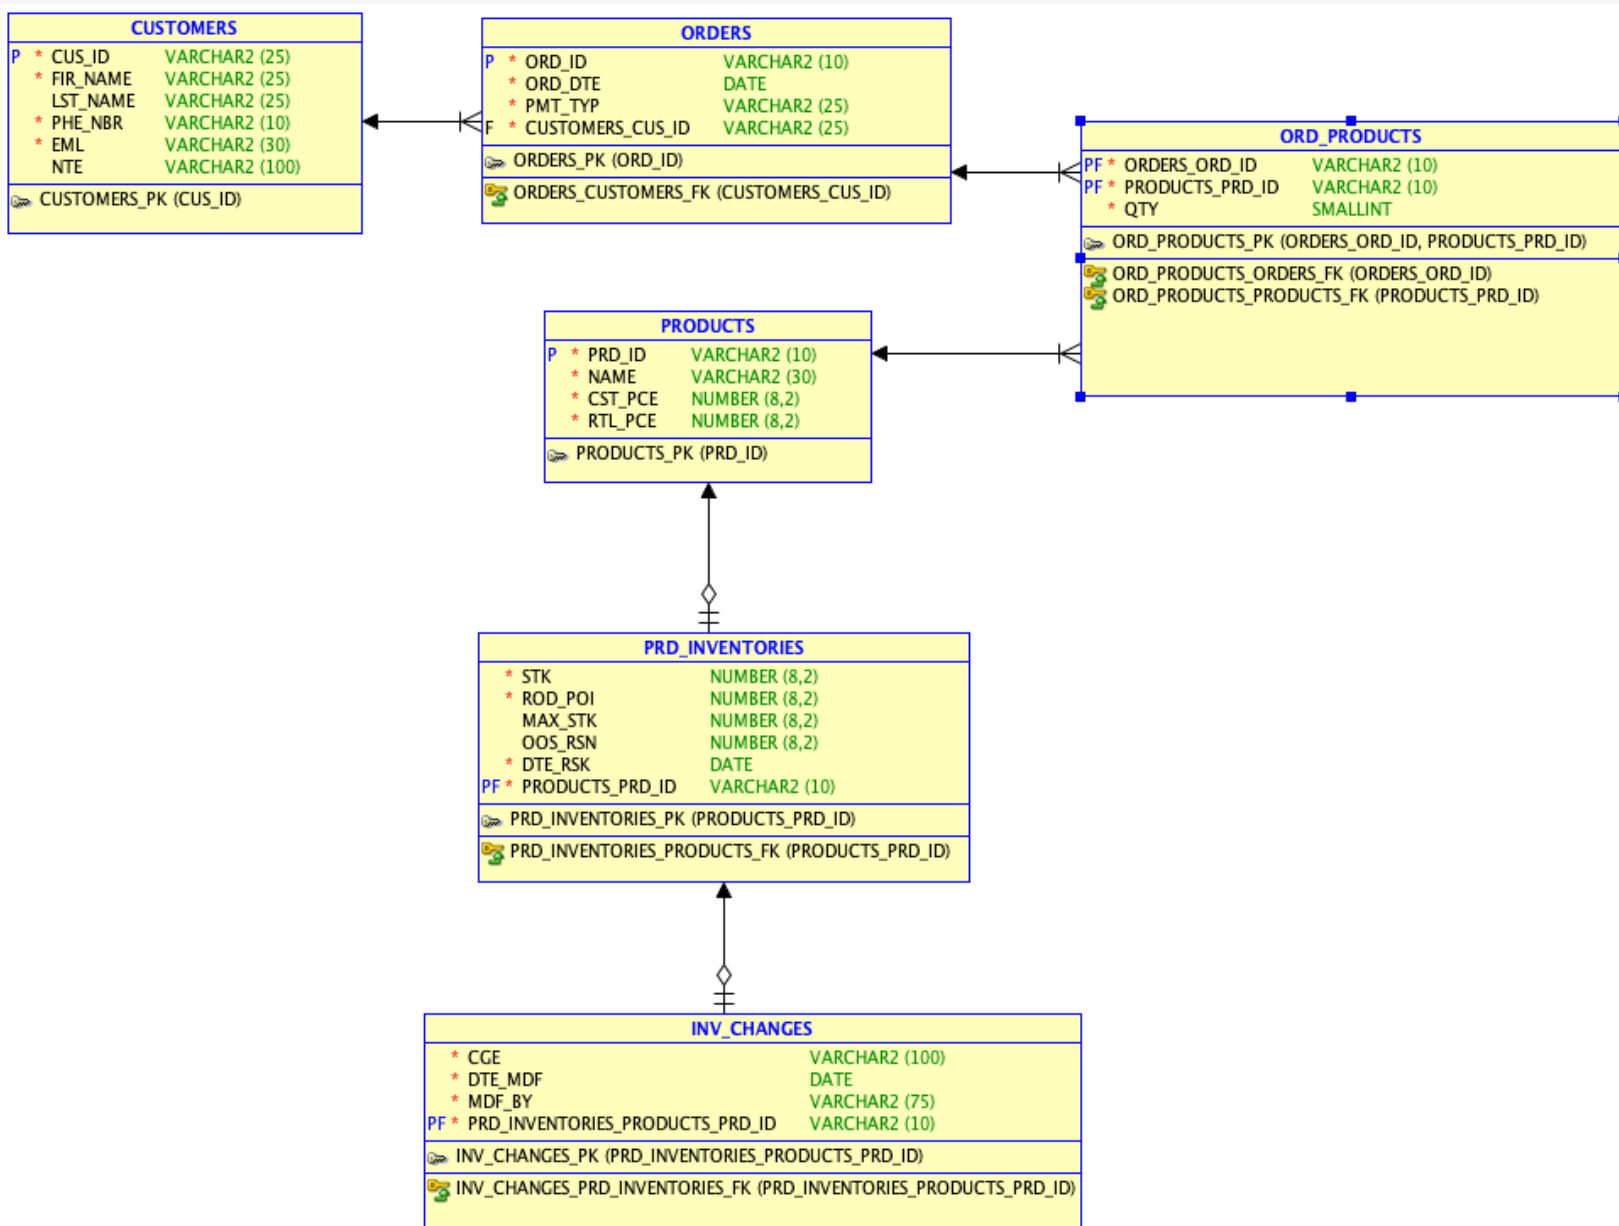 CUSTOMERS
P * CUS_ID VARCHAR2 (25)
* FIR_NAME VARCHAR2 (25)
LST_NAME VARCHAR2 (25)
* PHE_NBR VARCHAR2 (10)
* EML VARCHAR2 (30)
NTE VARCHAR2 (100)
CUSTOMERS_PK (CUS_ID)
ORDERS
P * ORD_ID VARCHAR2 (10)
* ORD_DTE DATE
* PMT_TYP VARCHAR2 (25)
F * CUSTOMERS_CUS_ID VARCHAR2 (25)
ORDERS_PK (ORD_ID)
ORDERS_CUSTOMERS_FK (CUSTOMERS_CUS_ID)
ORD_PRODUCTS
PF * ORDERS_ORD_ID VARCHAR2 (10)
PF * PRODUCTS_PRD_ID VARCHAR2 (10)
* QTY SMALLINT
ORD_PRODUCTS_PK (ORDERS_ORD_ID, PRODUCTS_PRD_ID)
ORD_PRODUCTS_ORDERS_FK (ORDERS_ORD_ID)
ORD_PRODUCTS_PRODUCTS_FK (PRODUCTS_PRD_ID)
PRODUCTS
P * PRD_ID VARCHAR2 (10)
* NAME VARCHAR2 (30)
* CST_PCE NUMBER (8,2)
* RTL_PCE NUMBER (8,2)
PRODUCTS_PK (PRD_ID)
PRD_INVENTORIES
* STK NUMBER (8,2)
* ROD_POI NUMBER (8,2)
MAX_STK NUMBER (8,2)
OOS_RSN NUMBER (8,2)
* DTE_RSK DATE
PF * PRODUCTS_PRD_ID VARCHAR2 (10)
PRD_INVENTORIES_PK (PRODUCTS_PRD_ID)
PRD_INVENTORIES_PRODUCTS_FK (PRODUCTS_PRD_ID)
INV_CHANGES
* CGE VARCHAR2 (100)
* DTE_MDF DATE
* MDF_BY VARCHAR2 (75)
PF * PRD_INVENTORIES_PRODUCTS_PRD_ID VARCHAR2 (10)
INV_CHANGES_PK (PRD_INVENTORIES_PRODUCTS_PRD_ID)
INV_CHANGES_PRD_INVENTORIES_FK (PRD_INVENTORIES_PRODUCTS_PRD_ID)